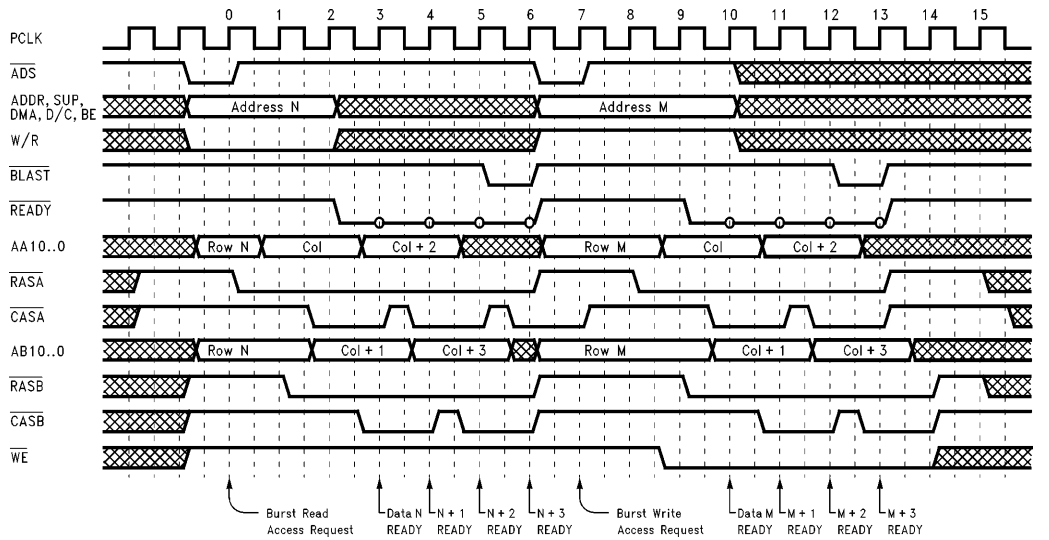 0 1 2 3 4 5 6 7 8 9 10 11 12 13 14 15
PCLK
ADS
ADDR, SUP,
DMA, D/C, BE
Address N Address M
W/R
BLAST
READY
AA10..0 Row N Col Col + 2 Row M Col Col + 2
RASA
CASA
AB10..0 Row N Col + 1 Col + 3 Row M Col + 1 Col + 3
RASB
CASB
WE
Burst Read
Access Request
Data N
READY
N + 1
READY
N + 2
READY
N + 3
READY
Burst Write
Access Request
Data M
READY
M + 1
READY
M + 2
READY
M + 3
READY